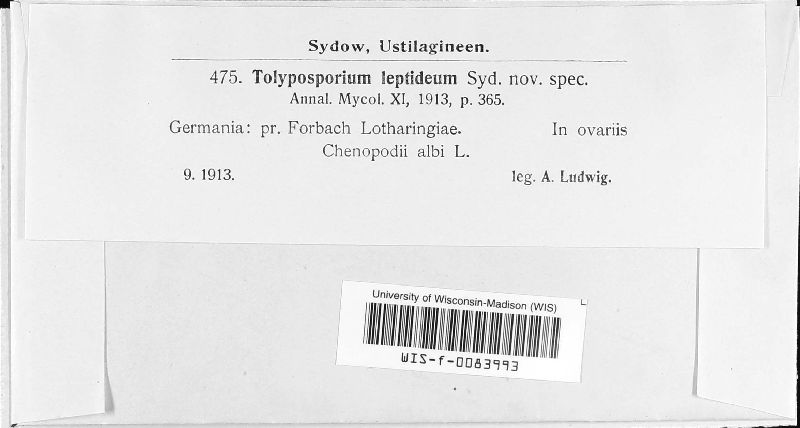 Sydow, Ustilagineen.
475. Tolyposporium leptideum Syd. nov. spec.
Annal. Mycol. XI, 1913, p. 365.
Germania: pr. Forbach Lotharingiae. In ovariis
Chenopodii albi L.
9. 1913. leg. A. Ludwig.
University of Wisconsin-Madison (WIS)
WIS-f-0083993